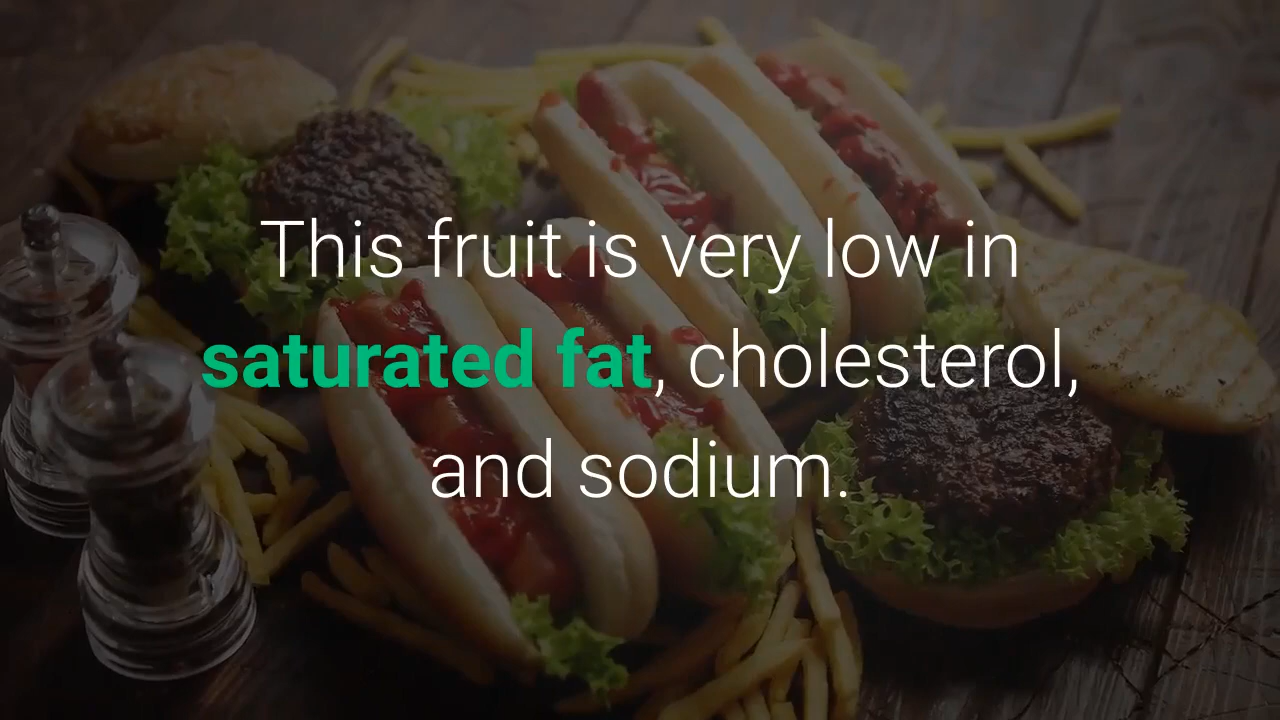 This fruit is very low in
saturated fat, cholesterol,
and sodium.